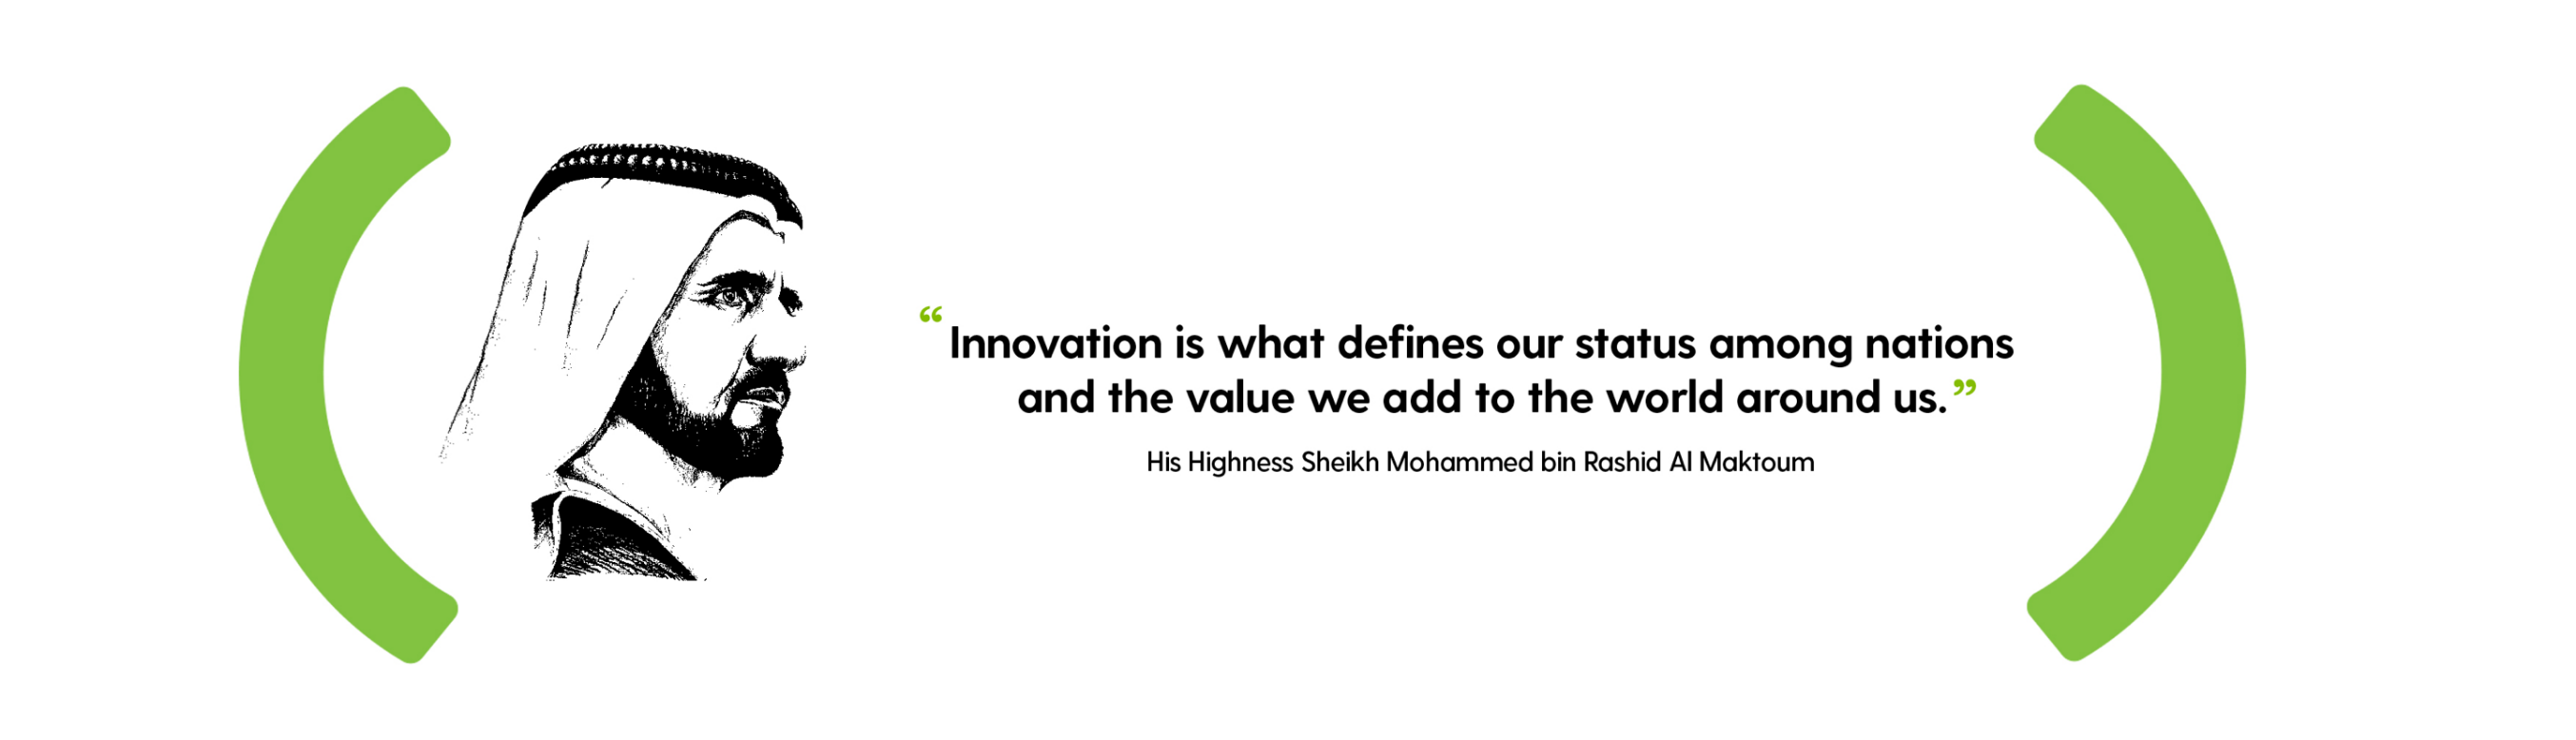 “Innovation is what defines our status among nations
and the value we add to the world around us.”
His Highness Sheikh Mohammed bin Rashid Al Maktoum